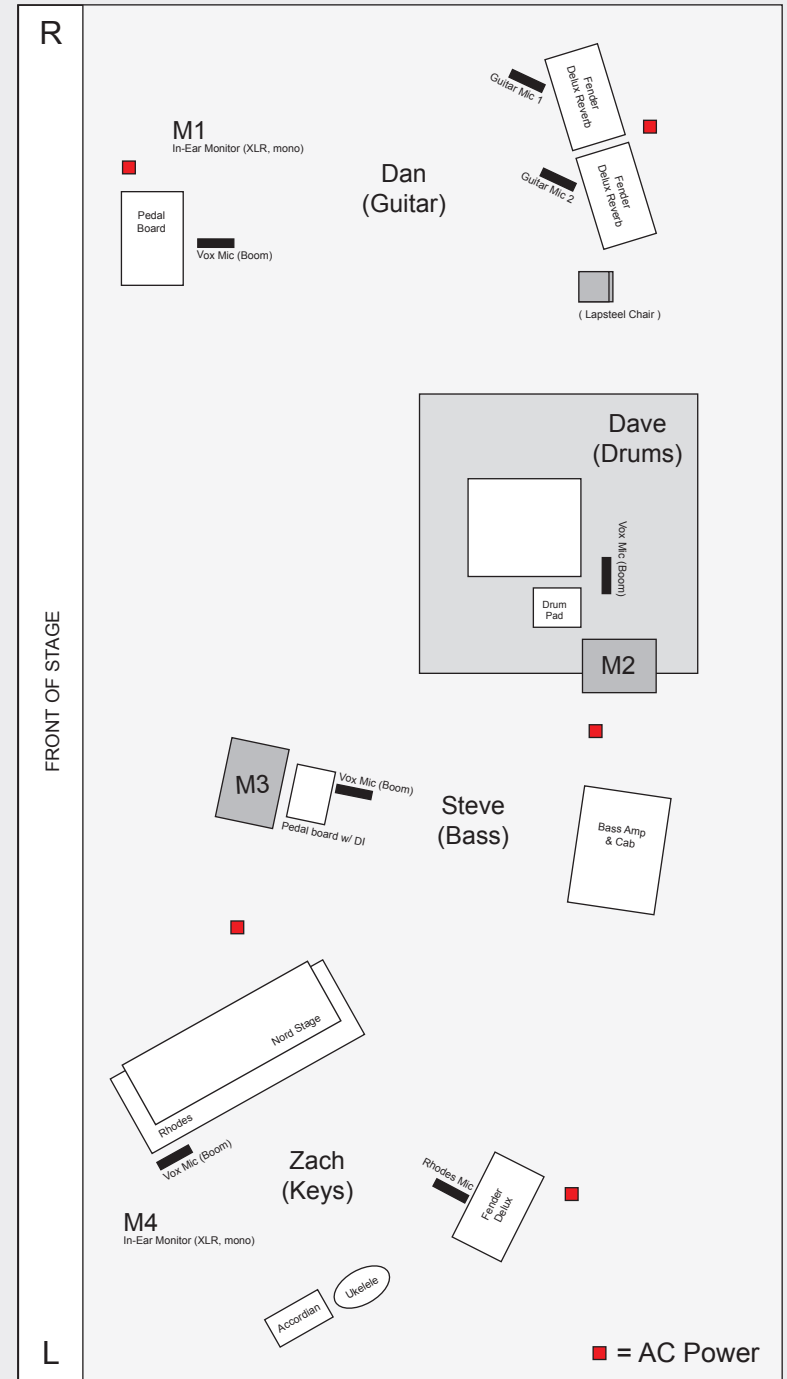 R
M1
In-Ear Monitor (XLR, mono)
Pedal
Board
Vox Mic (Boom)
Dan
(Guitar)
Guitar Mic 1
Fender
Delux Reverb
Guitar Mic 2
Fender
Delux Reverb
( Lapsteel Chair )
Dave
(Drums)
Vox Mic (Boom)
Drum
Pad
M2
FRONT OF STAGE
M3
Vox Mic (Boom)
Pedal board w/ DI
Steve
(Bass)
Bass Amp
& Cab
Nord Stage
Rhodes
Vox Mic (Boom)
Zach
(Keys)
Rhodes Mic
Fender
Delux
M4
In-Ear Monitor (XLR, mono)
Accordian
Ukelele
L
= AC Power